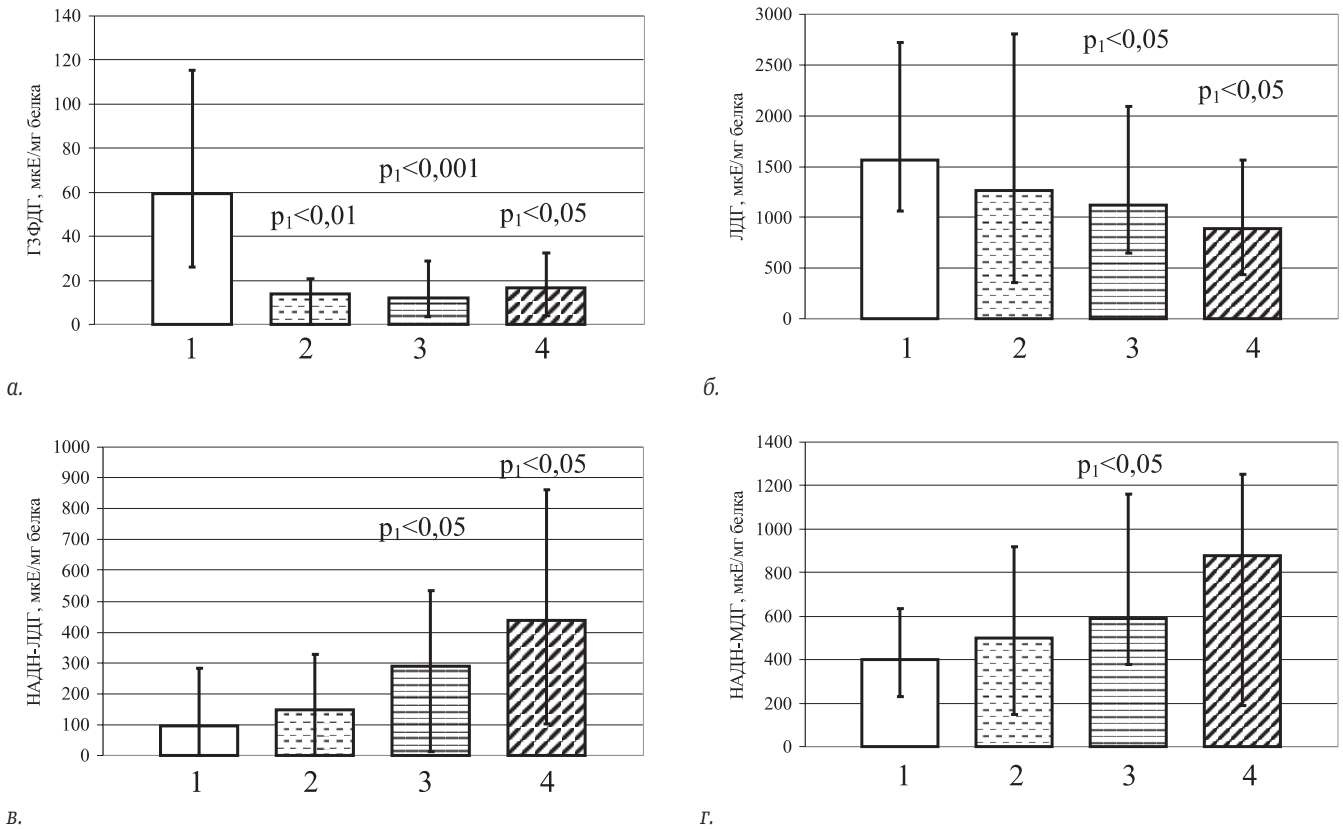 ГЗФДГ, мкЕ/мг белка
140
120
100
80
60
40
20
0
p₁<0,001
p₁<0,01
p₁<0,05
1 2 3 4
а.
ЛДГ, мкЕ/мг белка
3000
2500
2000
1500
1000
500
0
p₁<0,05
p₁<0,05
1 2 3 4
б.
НАДН-ЛДГ, мкЕ/мг белка
1000
900
800
700
600
500
400
300
200
100
0
p₁<0,05
p₁<0,05
1 2 3 4
в.
НАДН-МДГ, мкЕ/мг белка
1400
1200
1000
800
600
400
200
0
p₁<0,05
1 2 3 4
г.